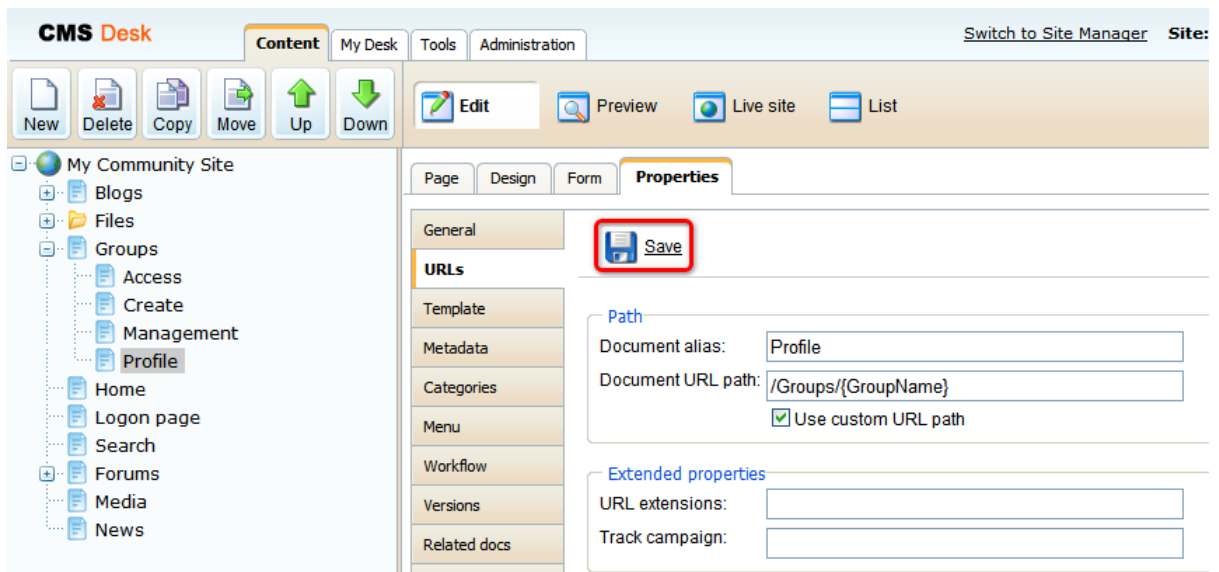 CMS Desk
Content
My Desk
Tools
Administration
Switch to Site Manager
Site:
New
Delete
Copy
Move
Up
Down
Edit
Preview
Live site
List
My Community Site
Blogs
Files
Groups
Access
Create
Management
Profile
Home
Logon page
Search
Forums
Media
News
Page
Design
Form
Properties
General
URLs
Template
Metadata
Categories
Menu
Workflow
Versions
Related docs
Save
Path
Document alias: Profile
Document URL path: /Groups/{GroupName}
Use custom URL path
Extended properties
URL extensions:
Track campaign: